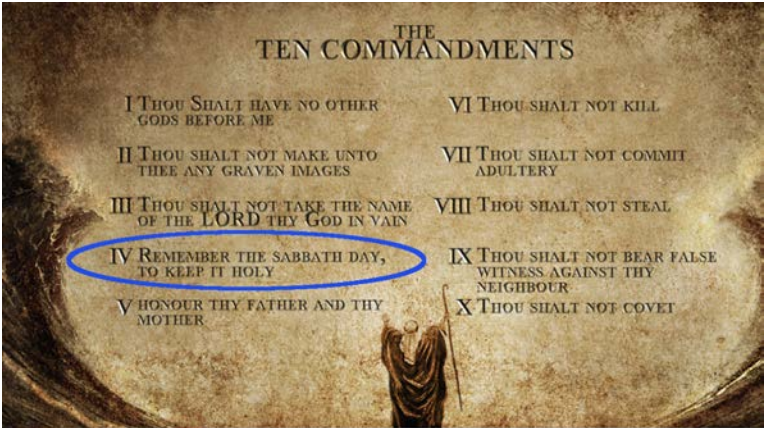 THE
TEN COMMANDMENTS
I THOU SHALT HAVE NO OTHER
GODS BEFORE ME
II THOU SHALT NOT MAKE UNTO
THEE ANY GRAVEN IMAGES
III THOU SHALT NOT TAKE THE NAME
OF THE LORD THY GOD IN VAIN
IV REMEMBER THE SABBATH DAY,
TO KEEP IT HOLY
V HONOUR THY FATHER AND THY
MOTHER
VI THOU SHALT NOT KILL
VII THOU SHALT NOT COMMIT
ADULTERY
VIII THOU SHALT NOT STEAL
IX THOU SHALT NOT BEAR FALSE
WITNESS AGAINST THY
NEIGHBOUR
X THOU SHALT NOT COVET